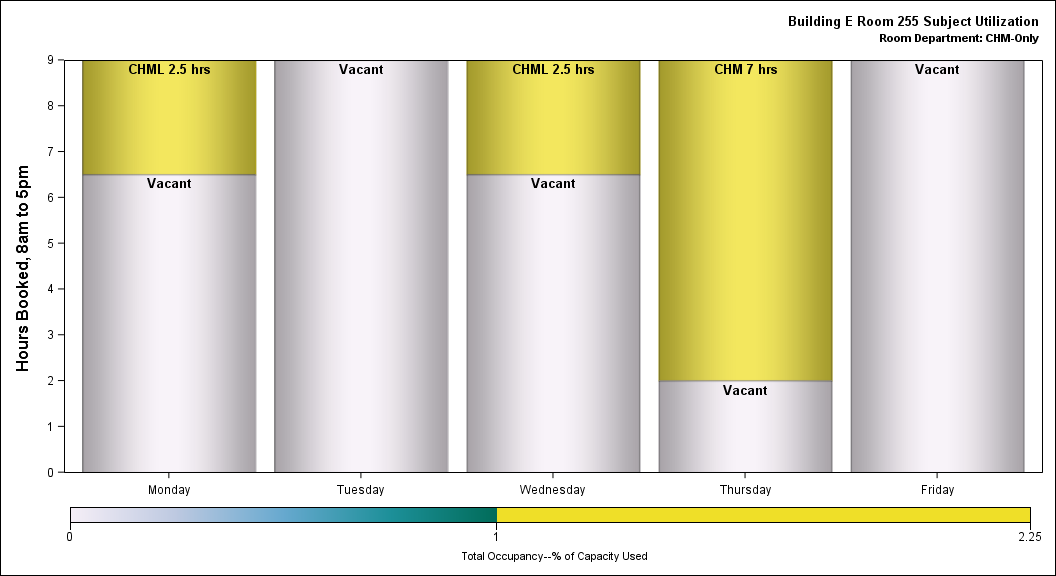 Building E Room 255 Subject Utilization
Room Department: CHM-Only
Hours Booked, 8am to 5pm
9
8
7
6
5
4
3
2
1
0
CHML 2.5 hrs
Vacant
Vacant
CHML 2.5 hrs
Vacant
CHM 7 hrs
Vacant
Vacant
Monday Tuesday Wednesday Thursday Friday
0 1 2.25
Total Occupancy--% of Capacity Used